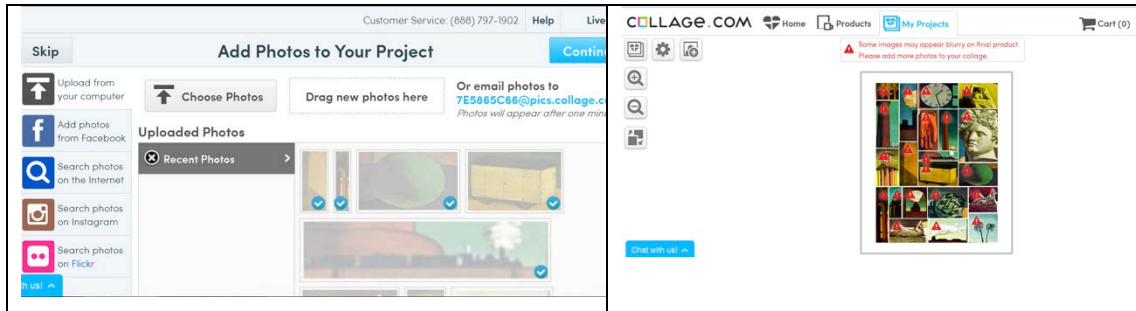 Customer Service: (888) 797-1902 Help Live
Skip
Add Photos to Your Project
Contin
Upload from
your computer
Add photos
from Facebook
Search photos
on the Internet
Search photos
on Instagram
Search photos
on Flickr
th us!
Choose Photos
Drag new photos here
Or email photos to
7E5865C66@pics.collage.co
Photos will appear after one minu
Uploaded Photos
Recent Photos
COLLAGE.COM
Home
Products
My Projects
Cart (0)
Some images may appear blurry on final product.
Please add more photos to your collage.
Chat with us!